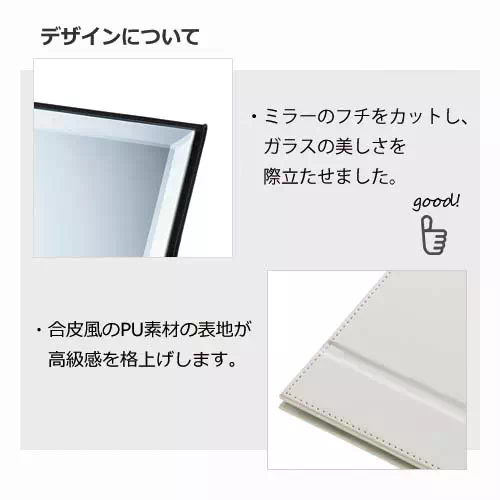 デザインについて
・ミラーのフチをカットし、
ガラスの美しさを
際立たせました。
good!
・合皮風のPU素材の表地が
高級感を格上げします。